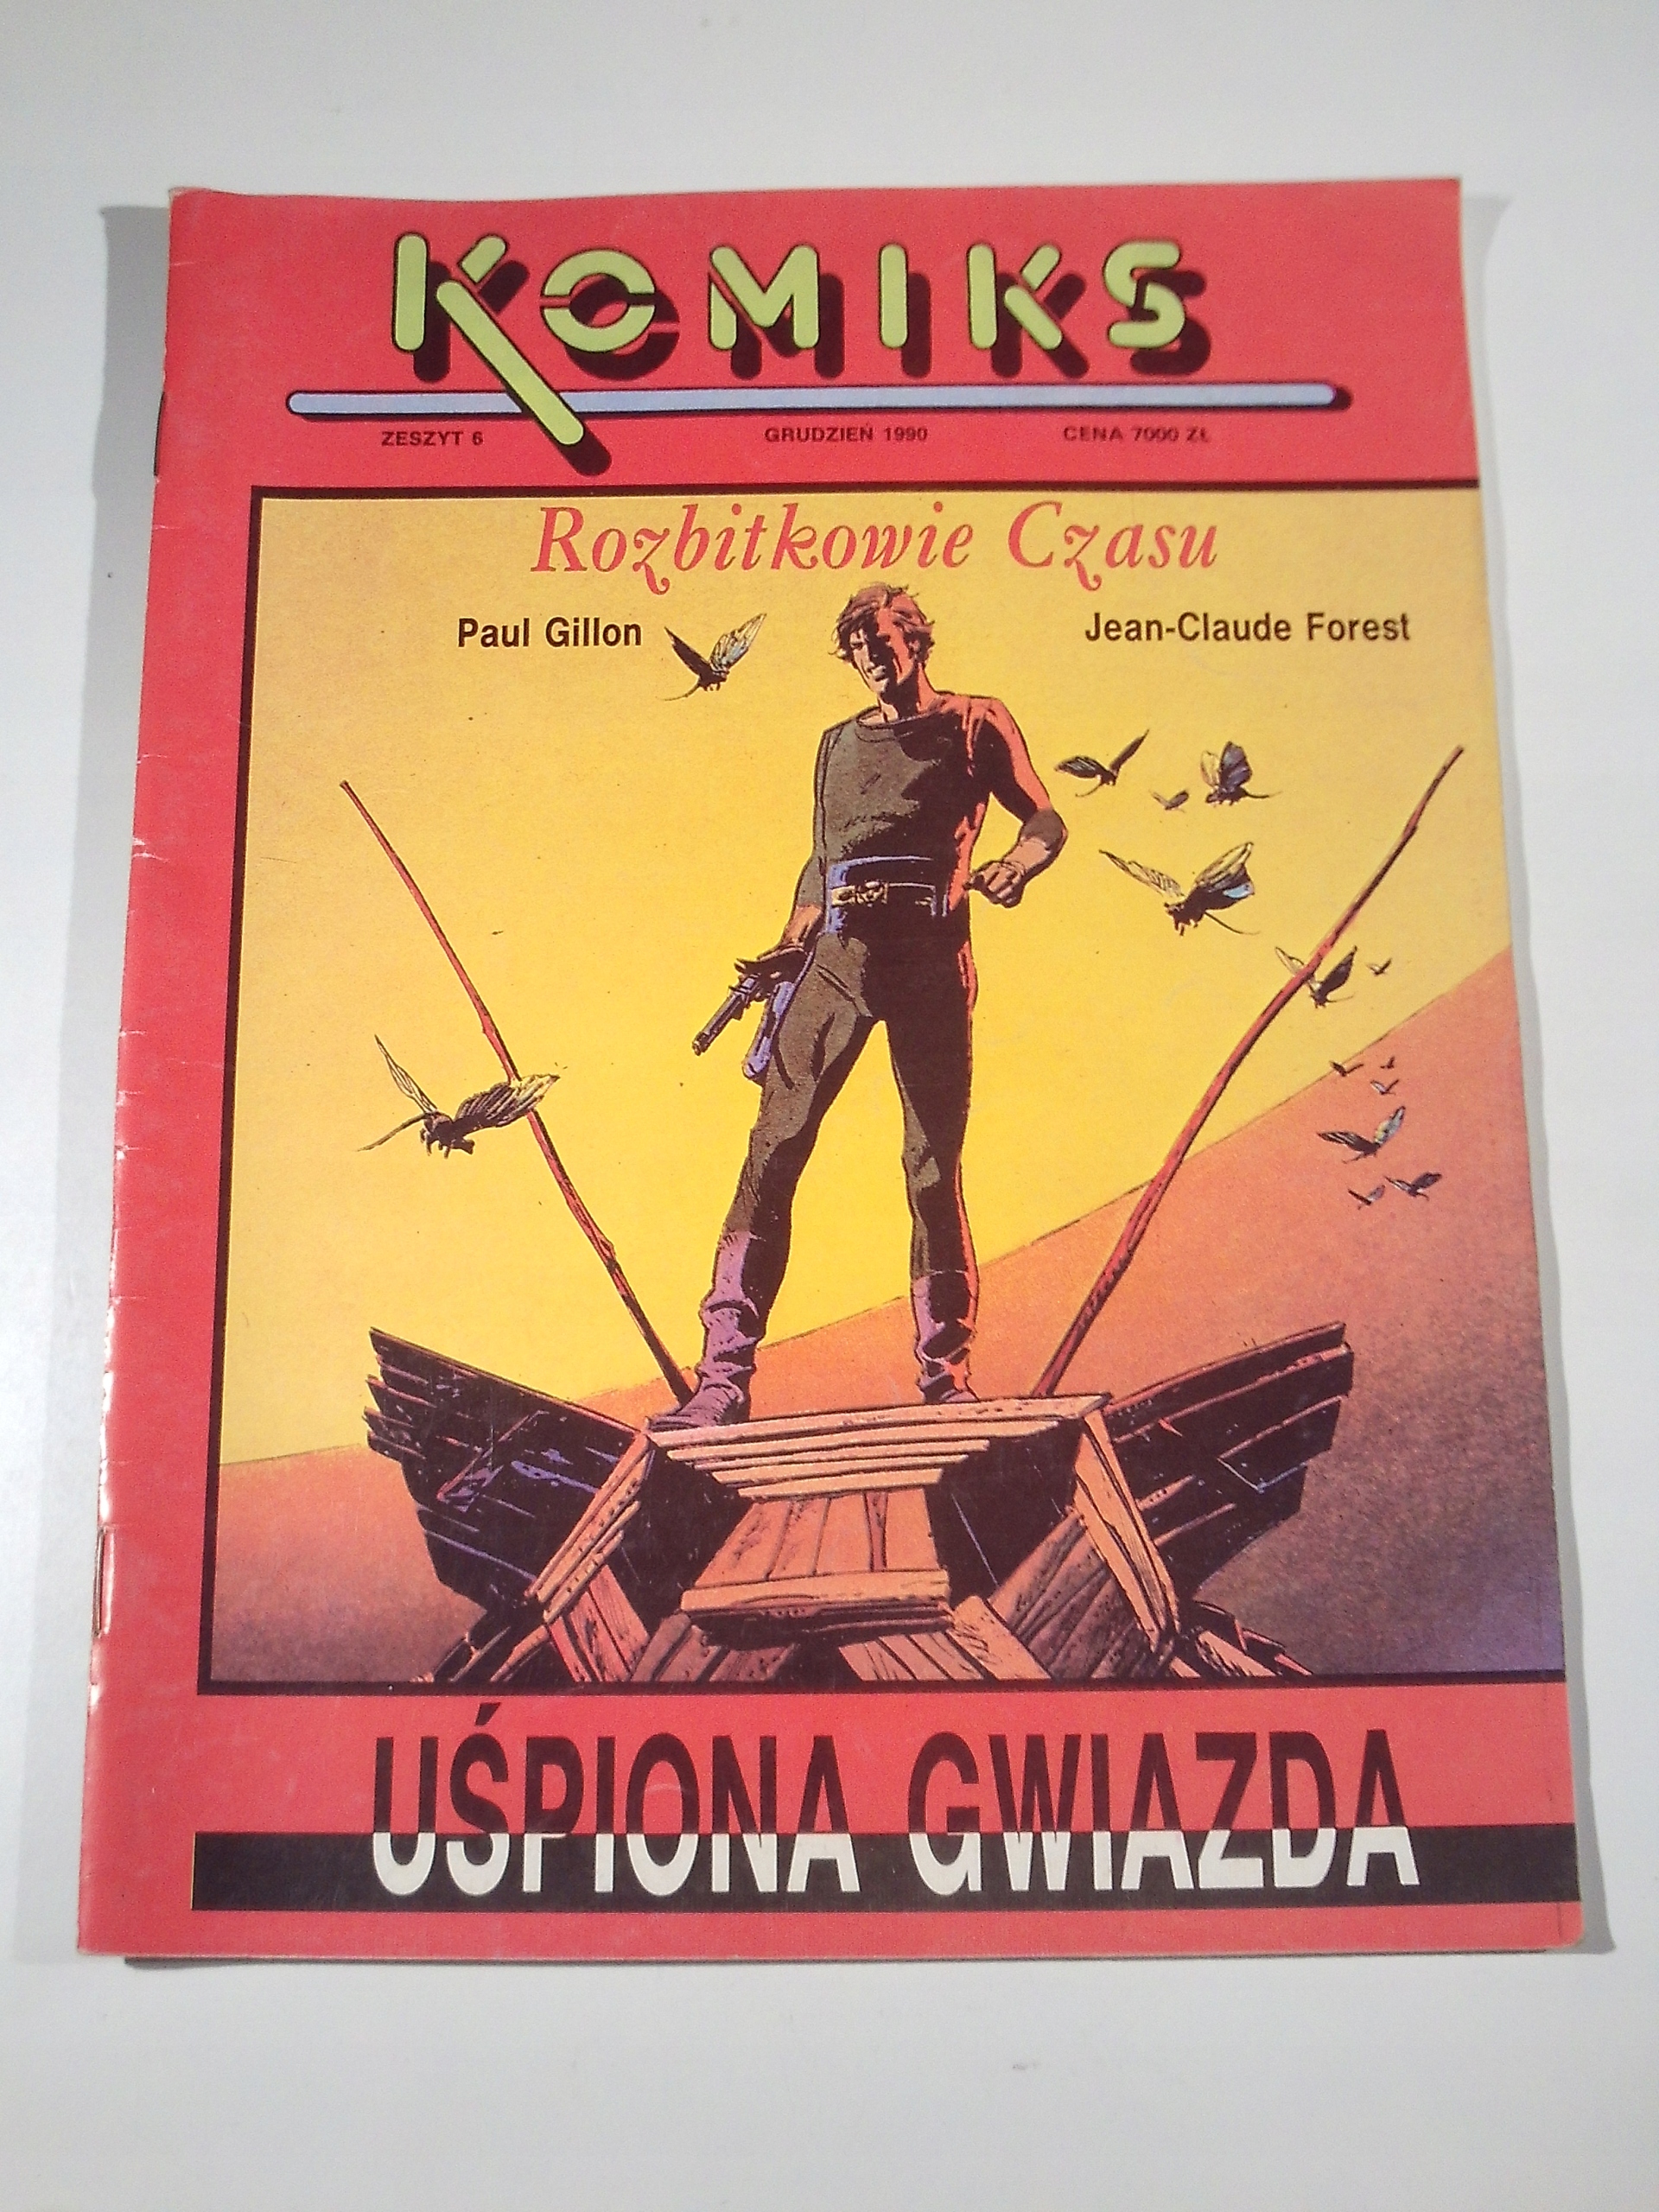 KOMIKS
ZESZYT 6 GRUDZIEŃ 1990 CENA 7000 ZŁ
Rozbitkowie Czasu
Paul Gillon Jean-Claude Forest
UŚPIONA GWIAZDA